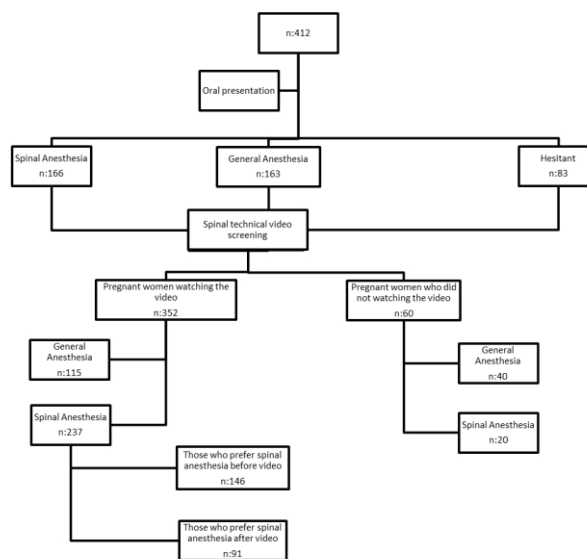 n:412
Oral presentation
Spinal Anesthesia
n:166
General Anesthesia
n:163
Hesitant
n:83
Spinal technical video
screening
Pregnant women watching the
video
n:352
Pregnant women who did
not watching the video
n:60
General
Anesthesia
n:115
General
Anesthesia
n:40
Spinal Anesthesia
n:237
Spinal Anesthesia
n:20
Those who prefer spinal
anesthesia before video
n:146
Those who prefer spinal
anesthesia after video
n:91